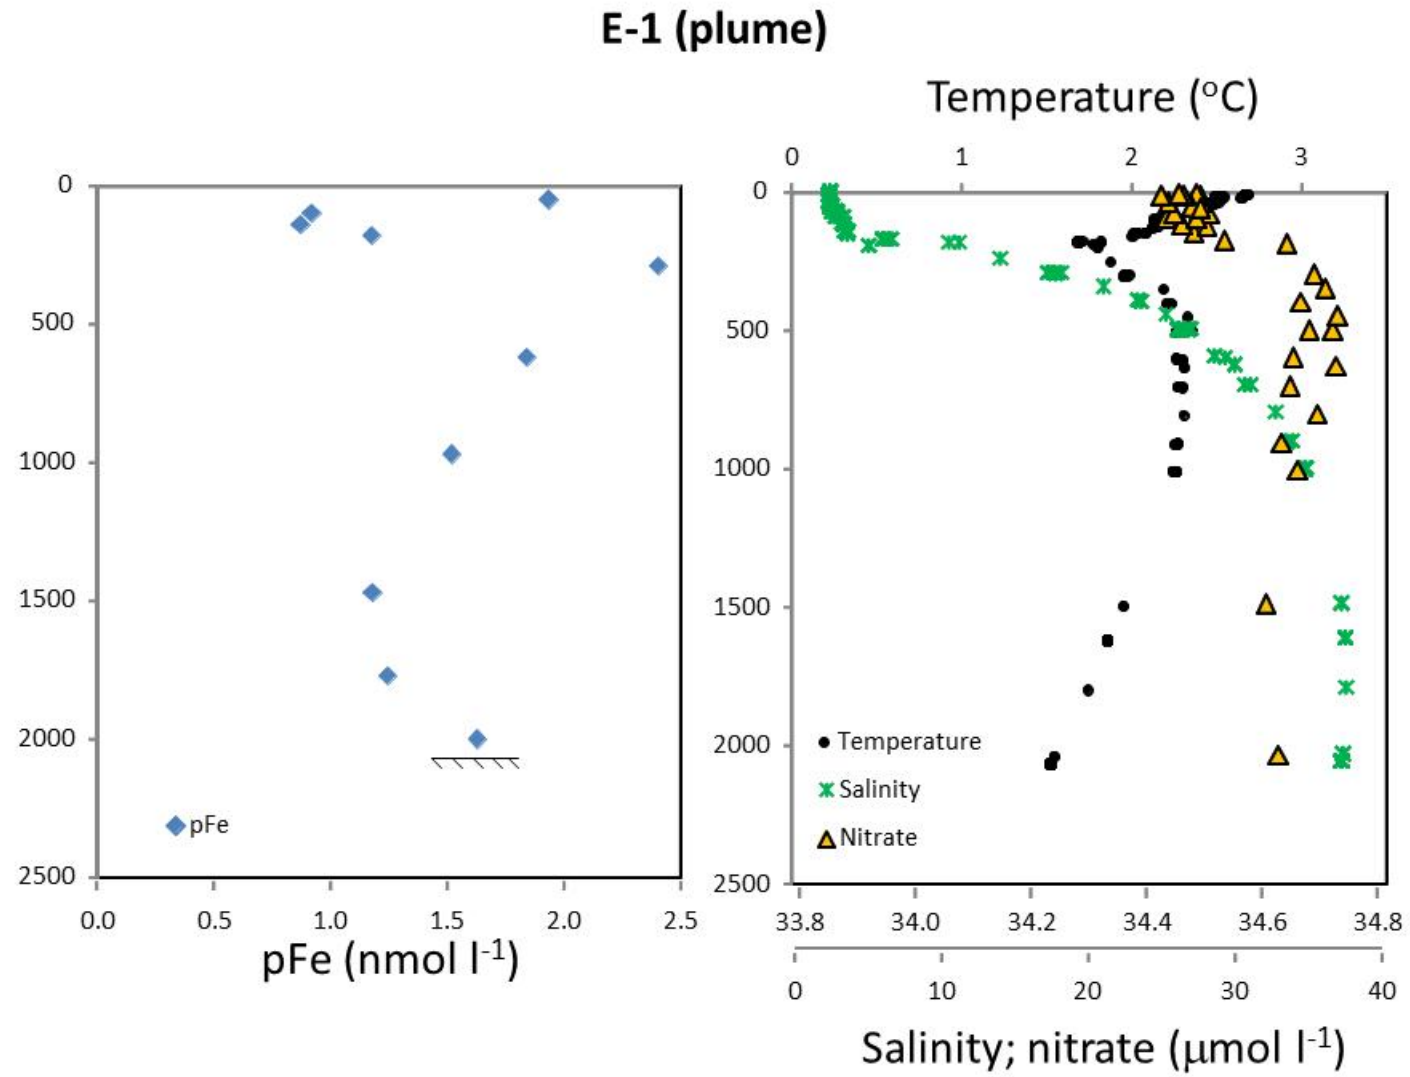 E-1 (plume)
Temperature (°C)
0 1 2 3
0
500
1000
1500
2000
2500
pFe
0.0 0.5 1.0 1.5 2.0 2.5
pFe (nmol l-1)
0
500
1000
1500
2000
2500
Temperature
Salinity
Nitrate
33.8 34.0 34.2 34.4 34.6 34.8
0 10 20 30 40
Salinity; nitrate (µmol l-1)